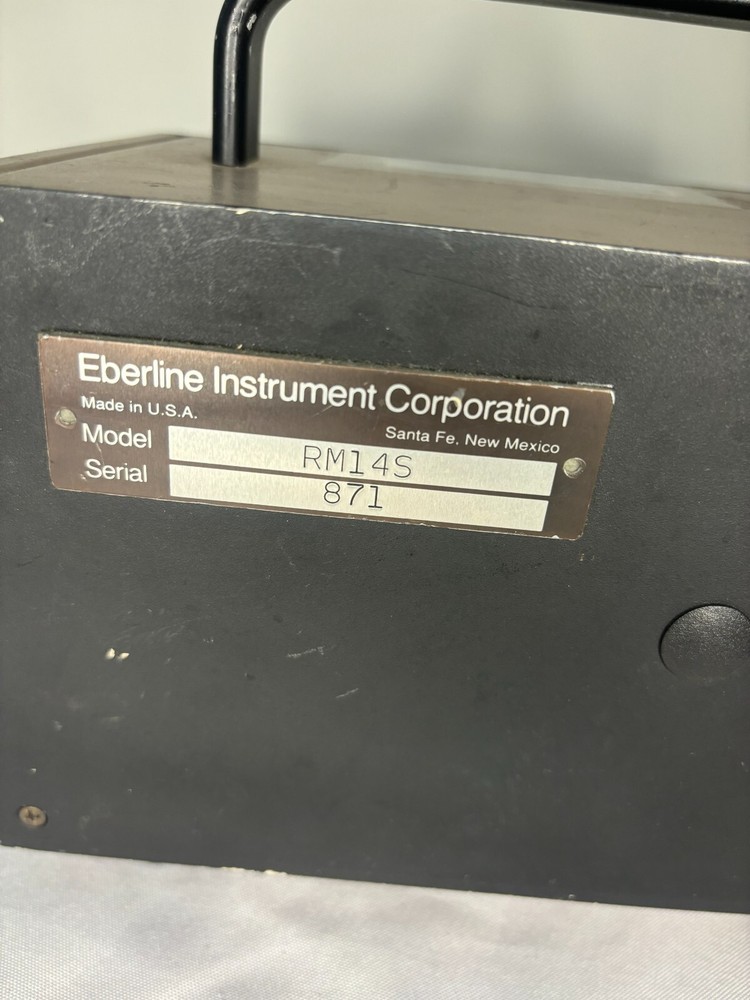 Eberline Instrument Corporation
Made in U.S.A.
Santa Fe. New Mexico
Model RM14S
Serial 871